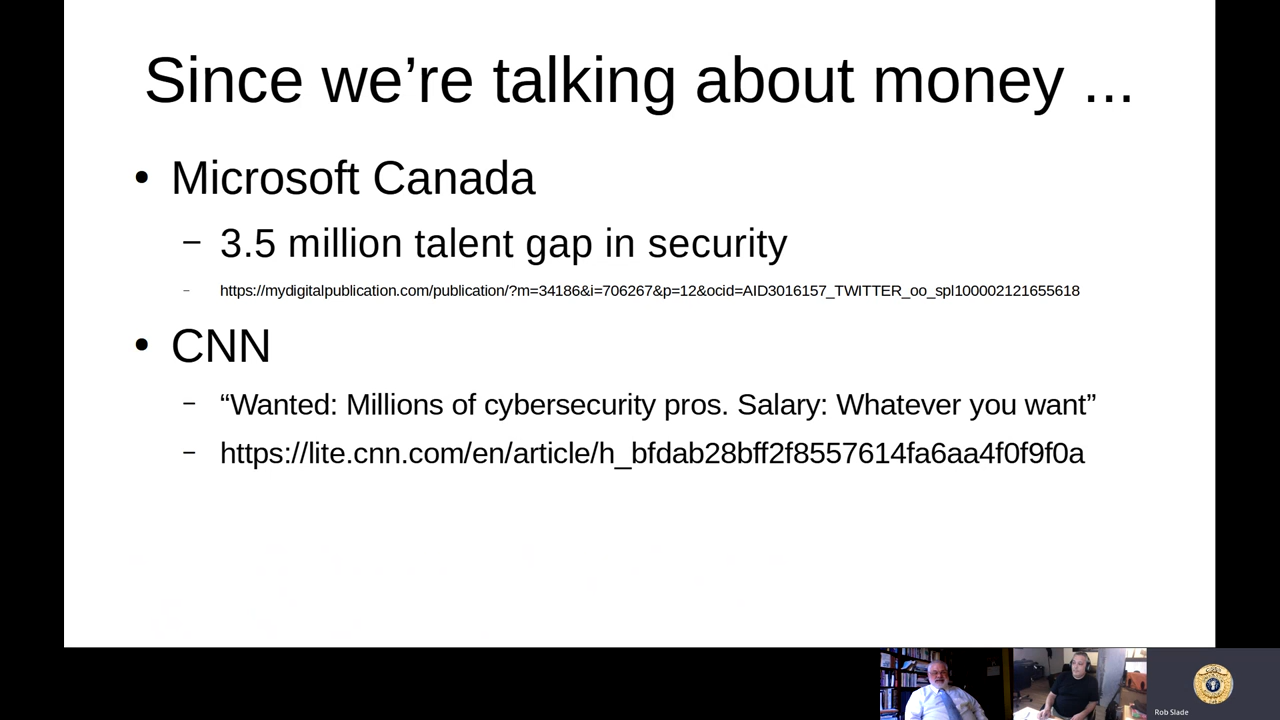 Since we’re talking about money ...
• Microsoft Canada
– 3.5 million talent gap in security
– https://mydigitalpublication.com/publication/?m=34186&i=706267&p=12&ocid=AID3016157_TWITTER_oo_spl100002121655618
• CNN
– “Wanted: Millions of cybersecurity pros. Salary: Whatever you want”
– https://lite.cnn.com/en/article/h_bfdab28bff2f8557614fa6aa4f0f9f0a
Rob Slade